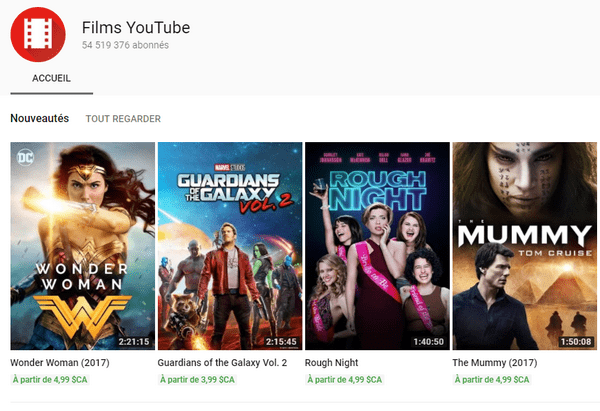 Films YouTube
54 519 376 abonnés
ACCUEIL
Nouveautés TOUT REGARDER
DC
WONDER
WOMAN
2:21:15
MARVEL STUDIOS
GUARDIANS
OF THE GALAXY
VOL. 2
2:15:45
ROUGH
NIGHT
Bride to Be
1:40:50
THE
MUMMY
TOM CRUISE
1:50:08
Wonder Woman (2017)
À partir de 4,99 $CA
Guardians of the Galaxy Vol. 2
À partir de 3,99 $CA
Rough Night
À partir de 4,99 $CA
The Mummy (2017)
À partir de 4,99 $CA